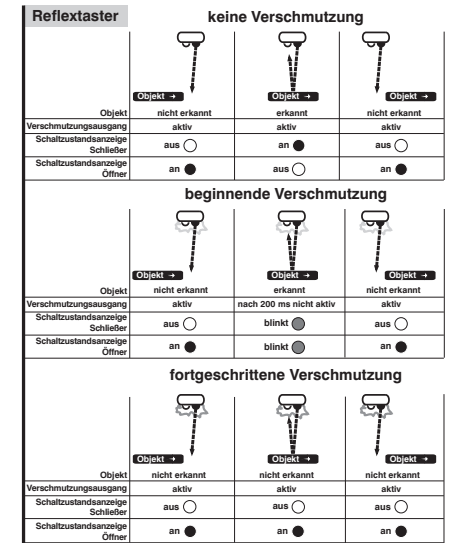 Reflextaster
keine Verschmutzung
Objekt → Objekt → Objekt →
Objekt nicht erkannt erkannt nicht erkannt
Verschmutzungsausgang aktiv aktiv aktiv
Schaltzustandsanzeige
Schließer aus an aus
Schaltzustandsanzeige
Öffner an aus an
beginnende Verschmutzung
Objekt → Objekt → Objekt →
Objekt nicht erkannt erkannt nicht erkannt
Verschmutzungsausgang aktiv nach 200 ms nicht aktiv aktiv
Schaltzustandsanzeige
Schließer aus blinkt aus
Schaltzustandsanzeige
Öffner an blinkt an
fortgeschrittene Verschmutzung
Objekt → Objekt → Objekt →
Objekt nicht erkannt nicht erkannt nicht erkannt
Verschmutzungsausgang aktiv aktiv aktiv
Schaltzustandsanzeige
Schließer aus aus aus
Schaltzustandsanzeige
Öffner an an an